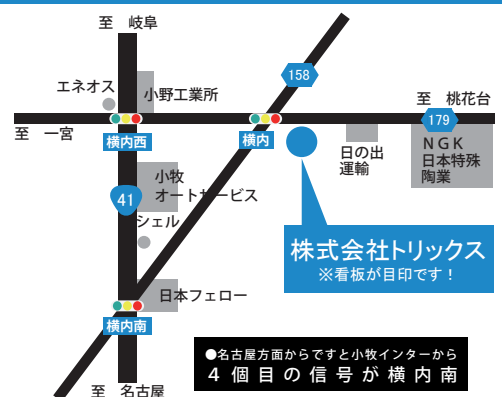 至 岐阜
158
エネオス
小野工業所
至 桃花台
179
至 一宮
横内西
横内
日の出
運輸
NGK
日本特殊
陶業
小牧
オートサービス
41
シェル
株式会社トリックス
※看板が目印です！
日本フェロー
横内南
●名古屋方面からですと小牧インターから
4個目の信号が横内南
至 名古屋